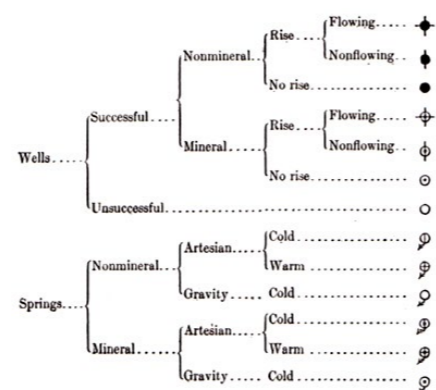 Flowing
Rise
Nonmineral
Nonflowing
No rise
Successful
Flowing
Rise
Mineral
Nonflowing
Wells
No rise
Unsuccessful
Cold
Artesian
Nonmineral
Warm
Gravity
Cold
Springs
Cold
Artesian
Mineral
Warm
Gravity
Cold